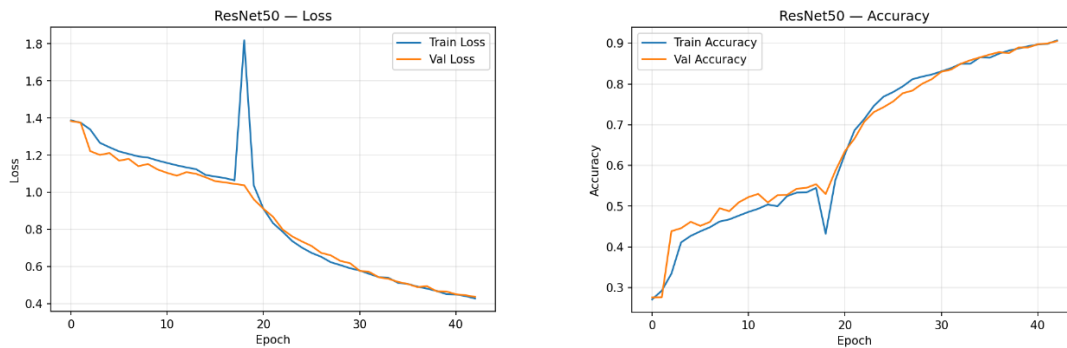 ResNet50 — Loss
1.8
1.6
1.4
1.2
1.0
0.8
0.6
0.4
Loss
Train Loss
Val Loss
0
10
20
30
40
Epoch
ResNet50 — Accuracy
0.9
0.8
0.7
0.6
0.5
0.4
0.3
Accuracy
Train Accuracy
Val Accuracy
0
10
20
30
40
Epoch